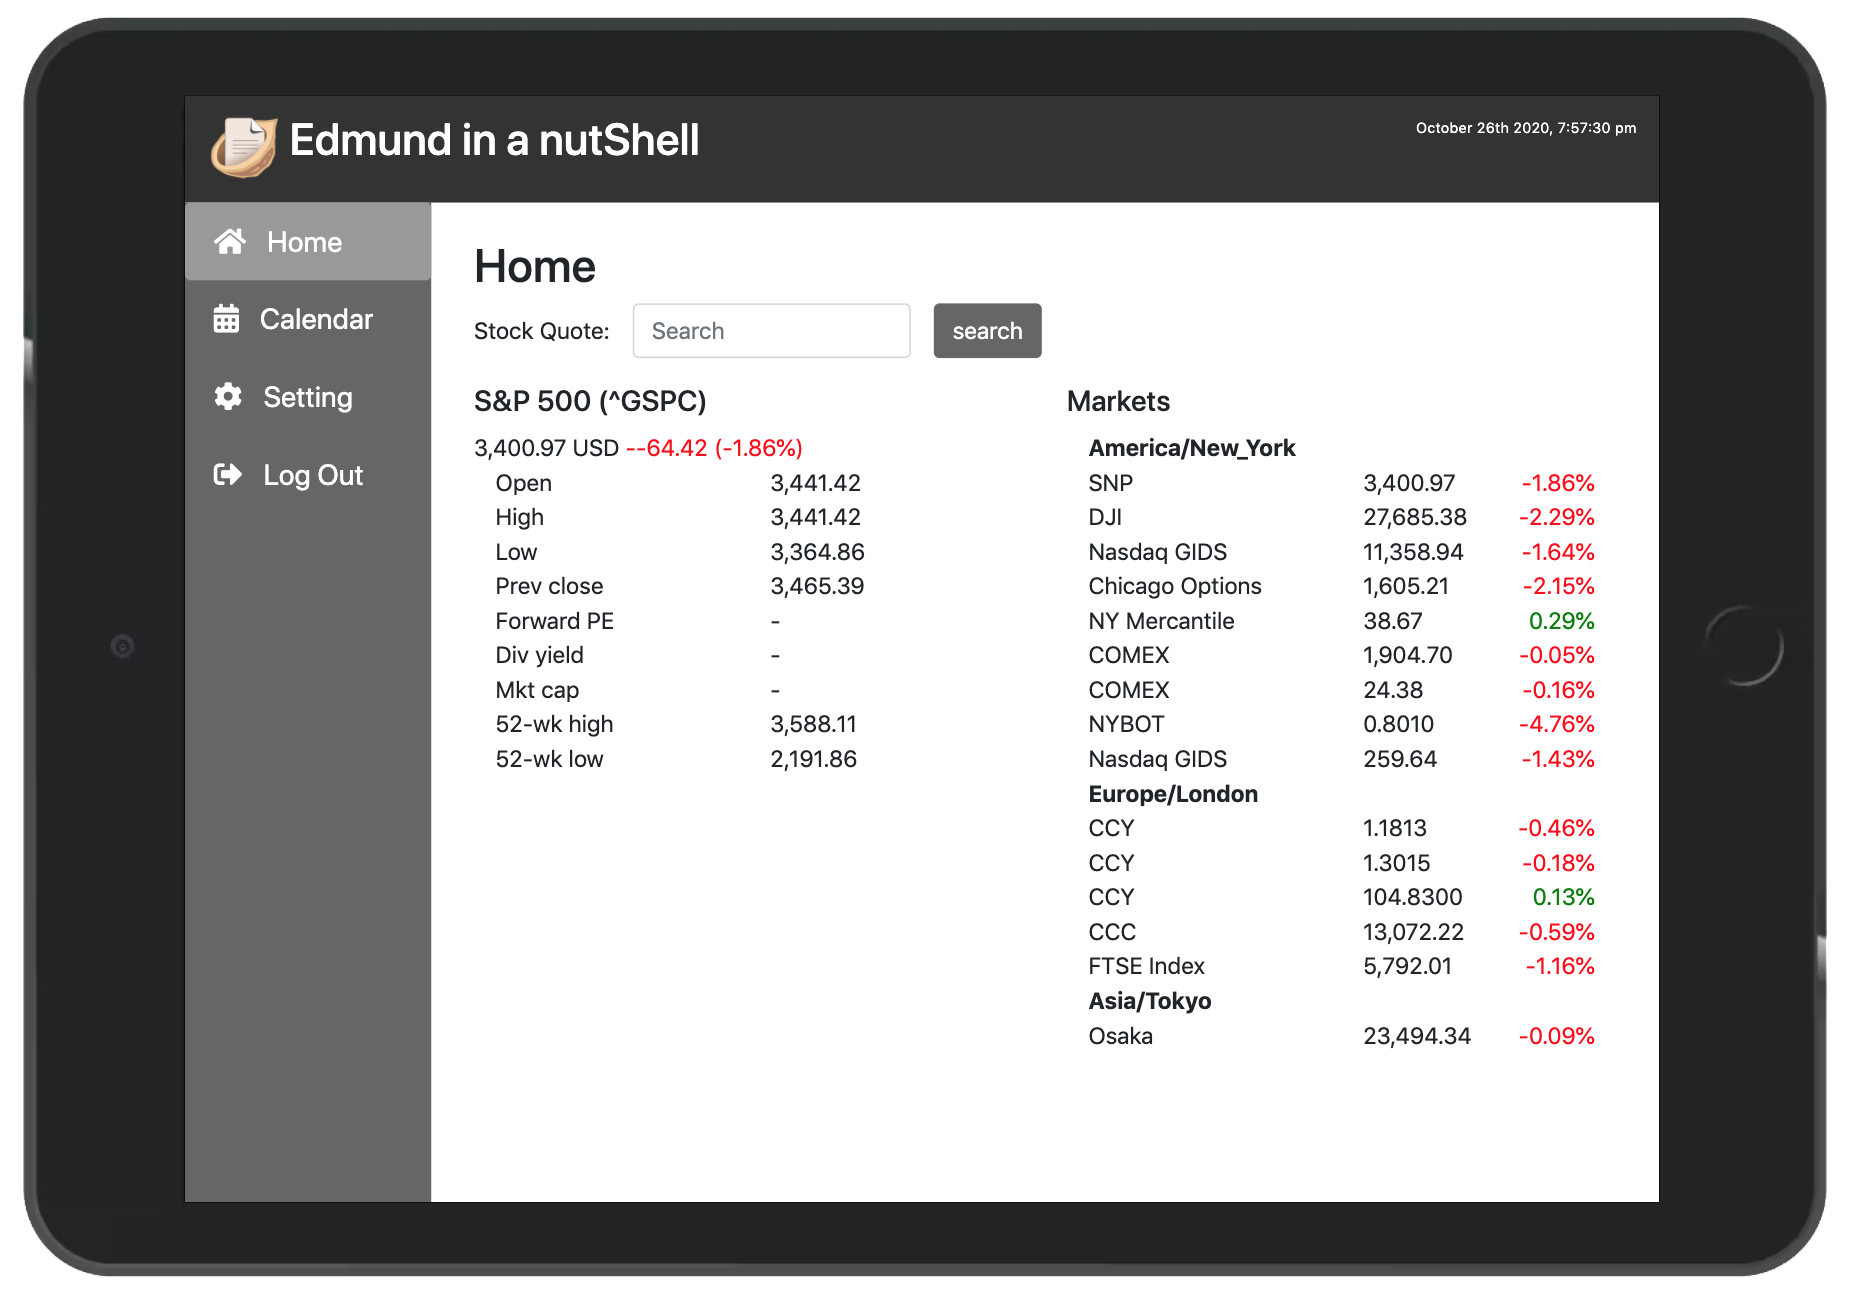 Edmund in a nutShell
October 26th 2020, 7:57:30 pm
Home
Calendar
Setting
Log Out
Home
Stock Quote: Search search
S&P 500 (^GSPC)
3,400.97 USD --64.42 (-1.86%)
Open 3,441.42
High 3,441.42
Low 3,364.86
Prev close 3,465.39
Forward PE -
Div yield -
Mkt cap -
52-wk high 3,588.11
52-wk low 2,191.86
Markets
America/New_York
SNP 3,400.97 -1.86%
DJI 27,685.38 -2.29%
Nasdaq GIDS 11,358.94 -1.64%
Chicago Options 1,605.21 -2.15%
NY Mercantile 38.67 0.29%
COMEX 1,904.70 -0.05%
COMEX 24.38 -0.16%
NYBOT 0.8010 -4.76%
Nasdaq GIDS 259.64 -1.43%
Europe/London
CCY 1.1813 -0.46%
CCY 1.3015 -0.18%
CCY 104.8300 0.13%
CCC 13,072.22 -0.59%
FTSE Index 5,792.01 -1.16%
Asia/Tokyo
Osaka 23,494.34 -0.09%